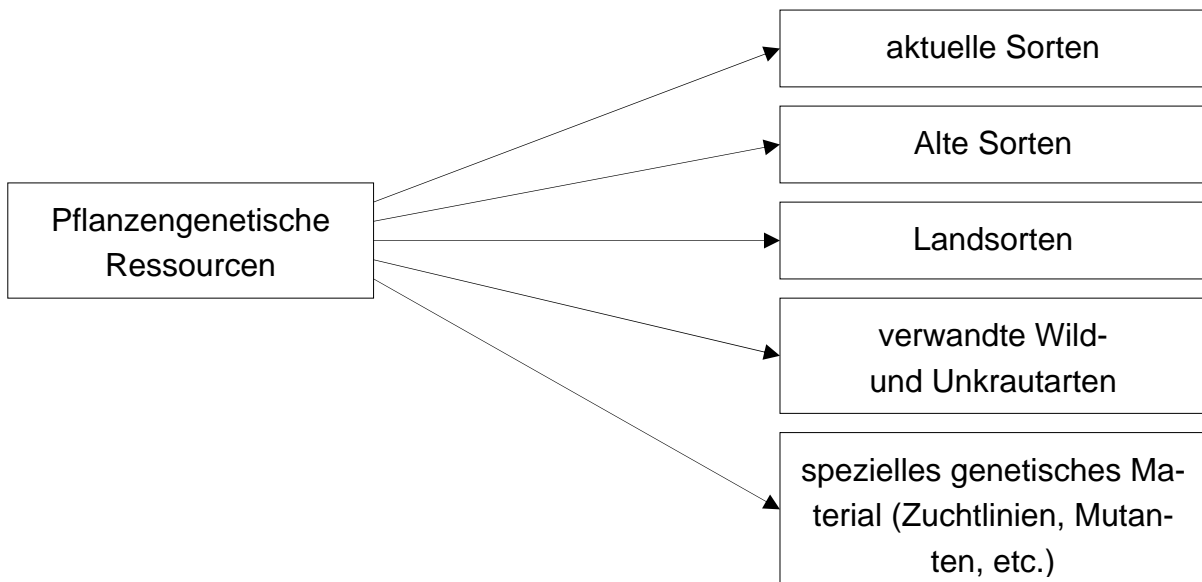 aktuelle Sorten
Alte Sorten
Pflanzengenetische
Ressourcen
Landsorten
verwandte Wild-
und Unkrautarten
spezielles genetisches Ma-
terial (Zuchtlinien, Mutan-
ten, etc.)